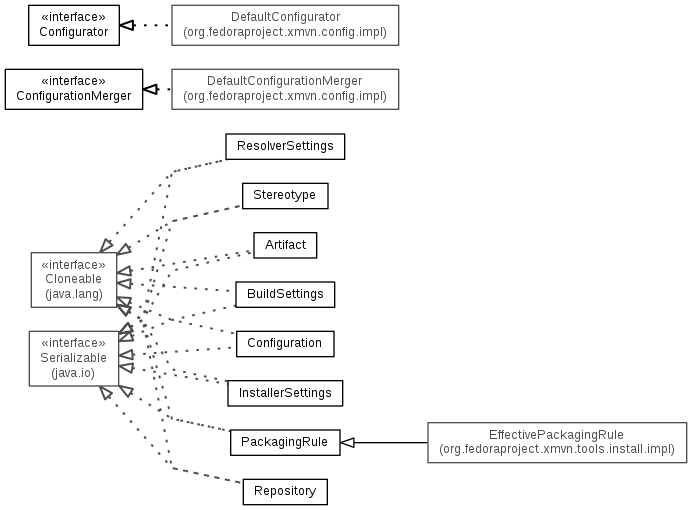 «interface»
Configurator
DefaultConfigurator
(org.fedoraproject.xmvn.config.impl)
«interface»
ConfigurationMerger
DefaultConfigurationMerger
(org.fedoraproject.xmvn.config.impl)
ResolverSettings
Stereotype
Artifact
«interface»
Cloneable
(java.lang)
BuildSettings
«interface»
Serializable
(java.io)
Configuration
InstallerSettings
PackagingRule
EffectivePackagingRule
(org.fedoraproject.xmvn.tools.install.impl)
Repository